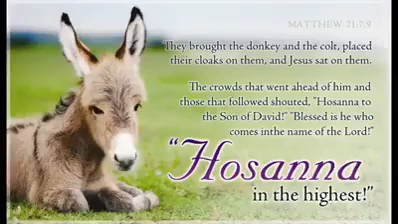 MATTHEW 21:7,9
They brought the donkey and the colt, placed
their cloaks on them, and Jesus sat on them.
The crowds that went ahead of him and
those that followed shouted, "Hosanna to
the Son of David!" "Blessed is he who
comes inthe name of the Lord!"
"Hosanna
in the highest!"